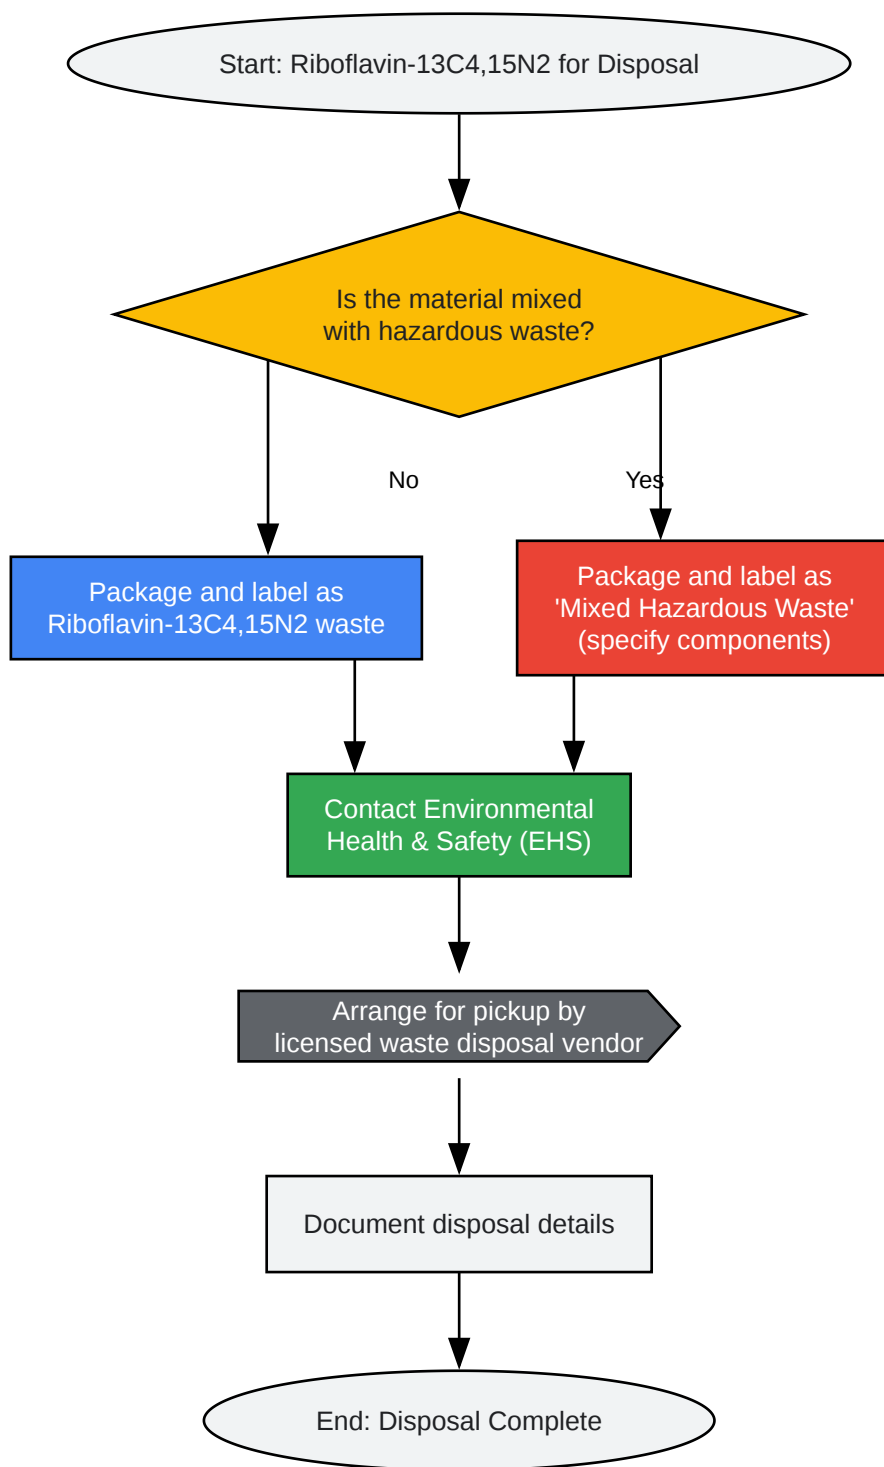 Start: Riboflavin-13C4,15N2 for Disposal
Is the material mixed
with hazardous waste?
No
Yes
Package and label as
Riboflavin-13C4,15N2 waste
Package and label as
'Mixed Hazardous Waste'
(specify components)
Contact Environmental
Health & Safety (EHS)
Arrange for pickup by
licensed waste disposal vendor
Document disposal details
End: Disposal Complete